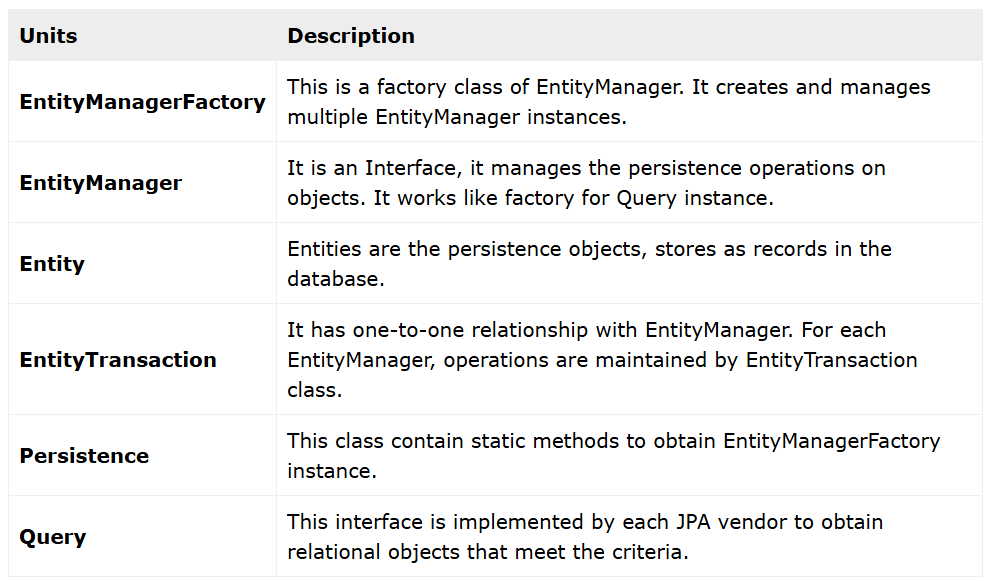 Units Description
EntityManagerFactory
This is a factory class of EntityManager. It creates and manages
multiple EntityManager instances.
EntityManager
It is an Interface, it manages the persistence operations on
objects. It works like factory for Query instance.
Entity
Entities are the persistence objects, stores as records in the
database.
EntityTransaction
It has one-to-one relationship with EntityManager. For each
EntityManager, operations are maintained by EntityTransaction
class.
Persistence
This class contain static methods to obtain EntityManagerFactory
instance.
Query
This interface is implemented by each JPA vendor to obtain
relational objects that meet the criteria.